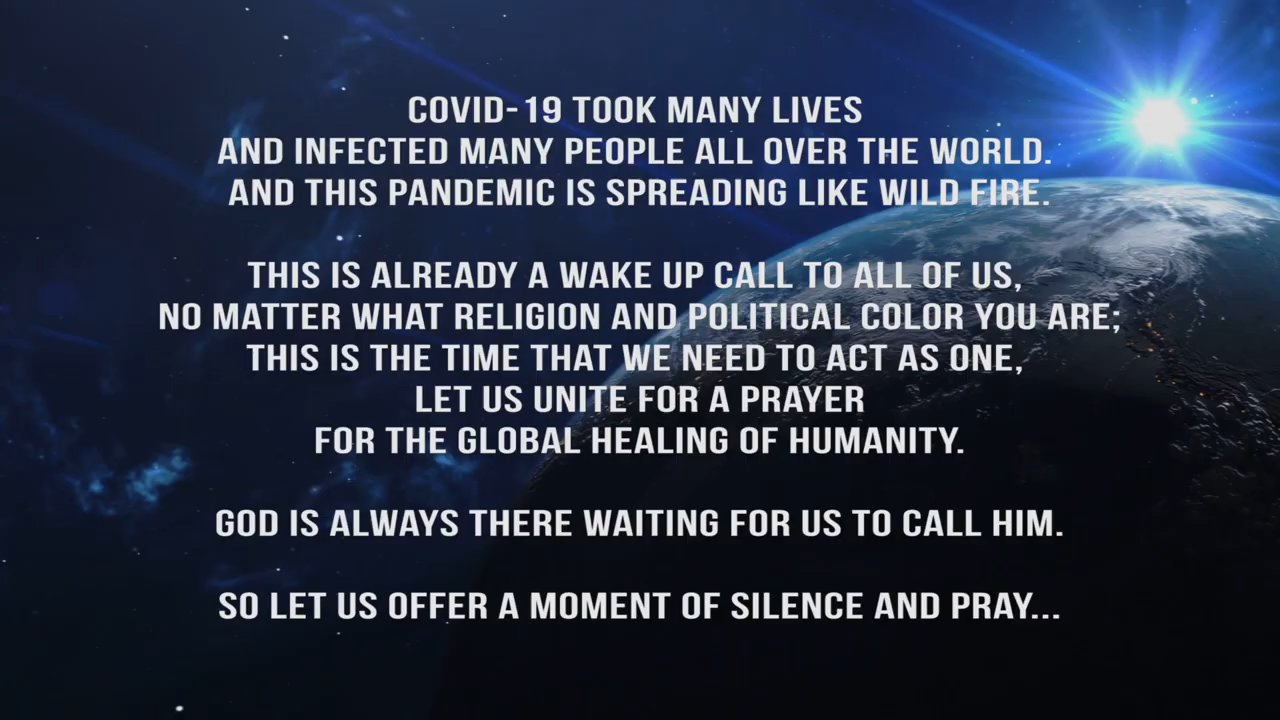 COVID-19 TOOK MANY LIVES
AND INFECTED MANY PEOPLE ALL OVER THE WORLD.
AND THIS PANDEMIC IS SPREADING LIKE WILD FIRE.
THIS IS ALREADY A WAKE UP CALL TO ALL OF US,
NO MATTER WHAT RELIGION AND POLITICAL COLOR YOU ARE;
THIS IS THE TIME THAT WE NEED TO ACT AS ONE,
LET US UNITE FOR A PRAYER
FOR THE GLOBAL HEALING OF HUMANITY.
GOD IS ALWAYS THERE WAITING FOR US TO CALL HIM.
SO LET US OFFER A MOMENT OF SILENCE AND PRAY...